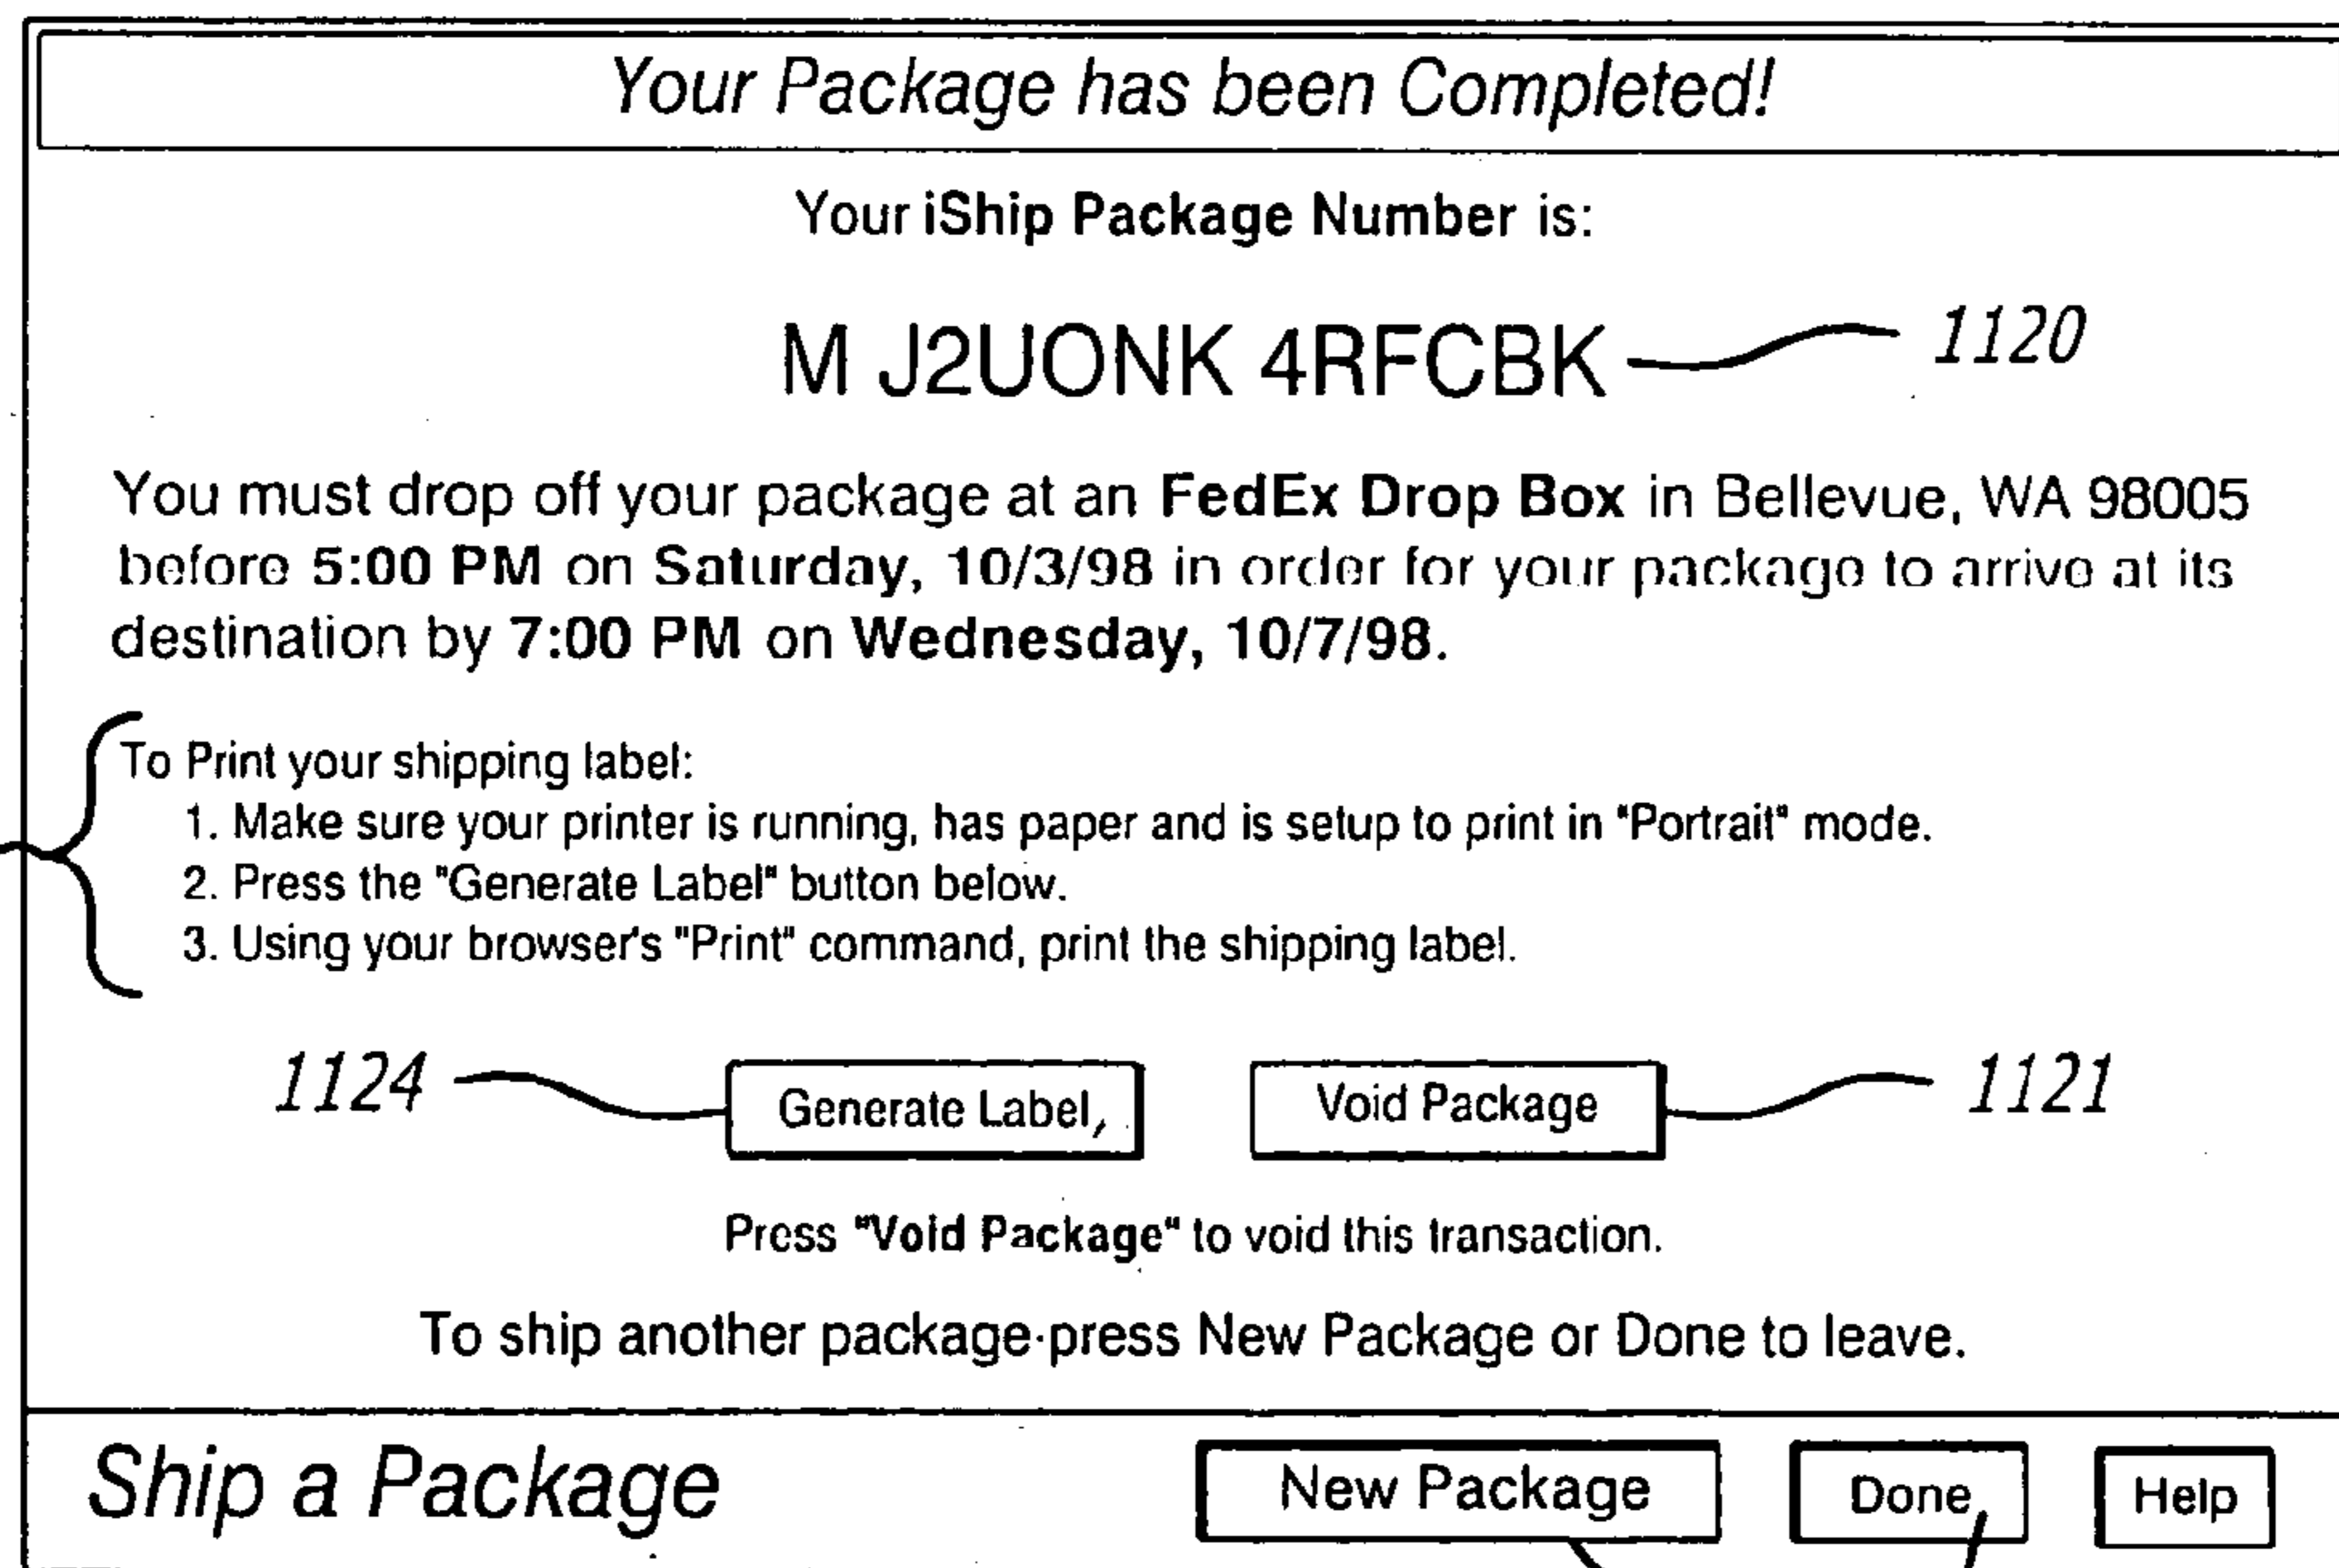 Your Package has been Completed!
Your iShip Package Number is:
M J2UONK 4RFCBK 1120
You must drop off your package at an FedEx Drop Box in Bellevue, WA 98005
before 5:00 PM on Saturday, 10/3/98 in order for your package to arrive at its
destination by 7:00 PM on Wednesday, 10/7/98.
To Print your shipping label:
1. Make sure your printer is running, has paper and is setup to print in "Portrait" mode.
2. Press the "Generate Label" button below.
3. Using your browser's "Print" command, print the shipping label.
1124 Generate Label, Void Package 1121
Press "Void Package" to void this transaction.
To ship another package-press New Package or Done to leave.
Ship a Package New Package Done Help